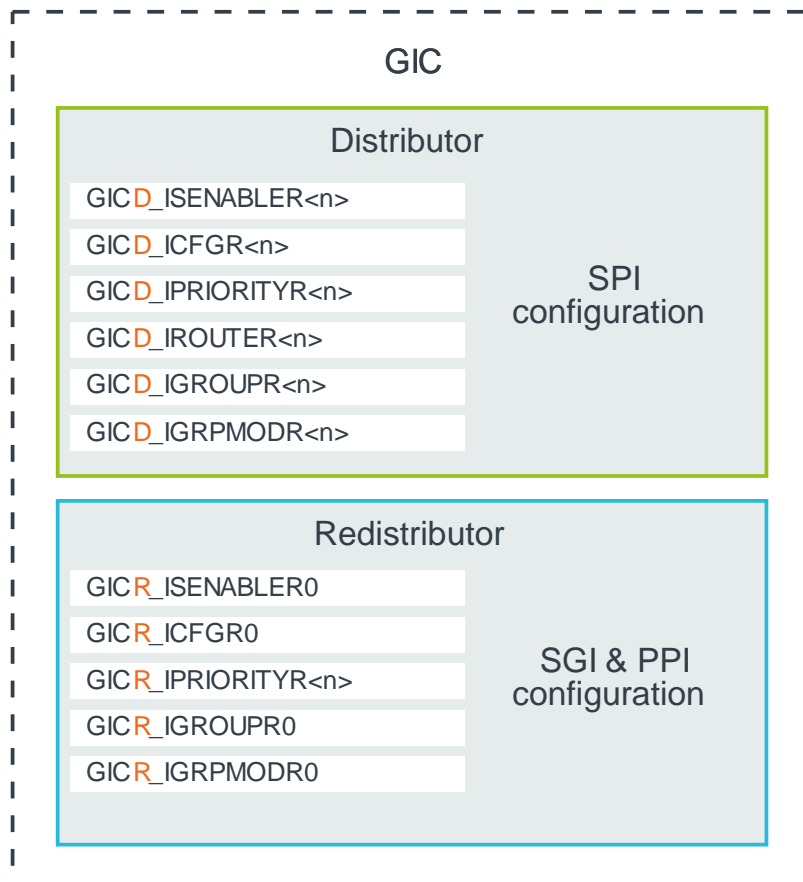 GIC
Distributor
GICD_ISENABLER<n>
GICD_ICFGR<n>
GICD_IPRIORITYR<n>
GICD_IROUTER<n>
GICD_IGROUPR<n>
GICD_IGRPMODR<n>
SPI
configuration
Redistributor
GICR_ISENABLER0
GICR_ICFGR0
GICR_IPRIORITYR<n>
GICR_IGROUPR0
GICR_IGRPMODR0
SGI & PPI
configuration